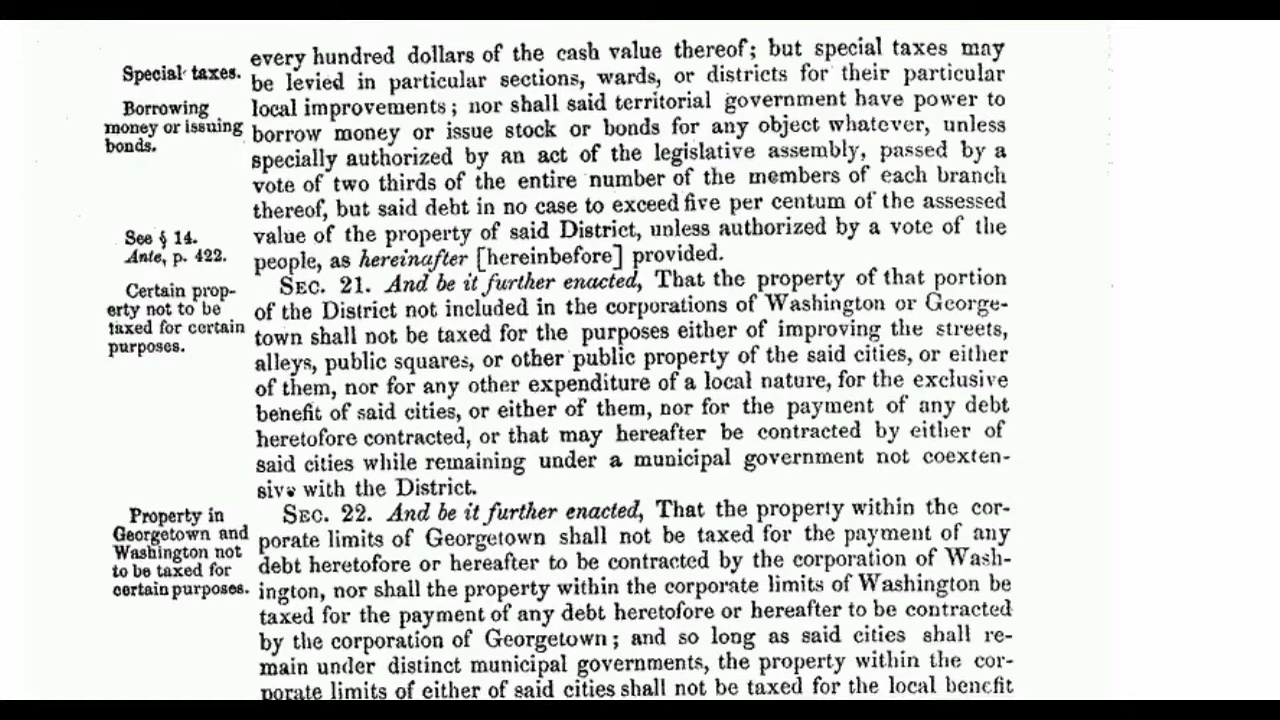 every hundred dollars of the cash value thereof; but special taxes may
Special taxes.
be levied in particular sections, wards, or districts for their particular
Borrowing
money or issuing
bonds.
local improvements; nor shall said territorial government have power to
borrow money or issue stock or bonds for any object whatever, unless
specially authorized by an act of the legislative assembly, passed by a
vote of two thirds of the entire number of the members of each branch
thereof, but said debt in no case to exceed five per centum of the assessed
See § 14.
Ante, p. 422.
value of the property of said District, unless authorized by a vote of the
people, as hereinafter [hereinbefore] provided.
Certain prop-
erty not to be
taxed for certain
purposes.
SEC. 21. And be it further enacted, That the property of that portion
of the District not included in the corporations of Washington or George-
town shall not be taxed for the purposes either of improving the streets,
alleys, public squares, or other public property of the said cities, or either
of them, nor for any other expenditure of a local nature, for the exclusive
benefit of said cities, or either of them, nor for the payment of any debt
heretofore contracted, or that may hereafter be contracted by either of
said cities while remaining under a municipal government not coexten-
sive with the District.
Property in
Georgetown and
Washington not
to be taxed for
certain purposes.
SEC. 22. And be it further enacted, That the property within the cor-
porate limits of Georgetown shall not be taxed for the payment of any
debt heretofore or hereafter to be contracted by the corporation of Wash-
ington, nor shall the property within the corporate limits of Washington be
taxed for the payment of any debt heretofore or hereafter to be contracted
by the corporation of Georgetown; and so long as said cities shall re-
main under distinct municipal governments, the property within the cor-
porate limits of either of said cities shall not be taxed for the local benefit